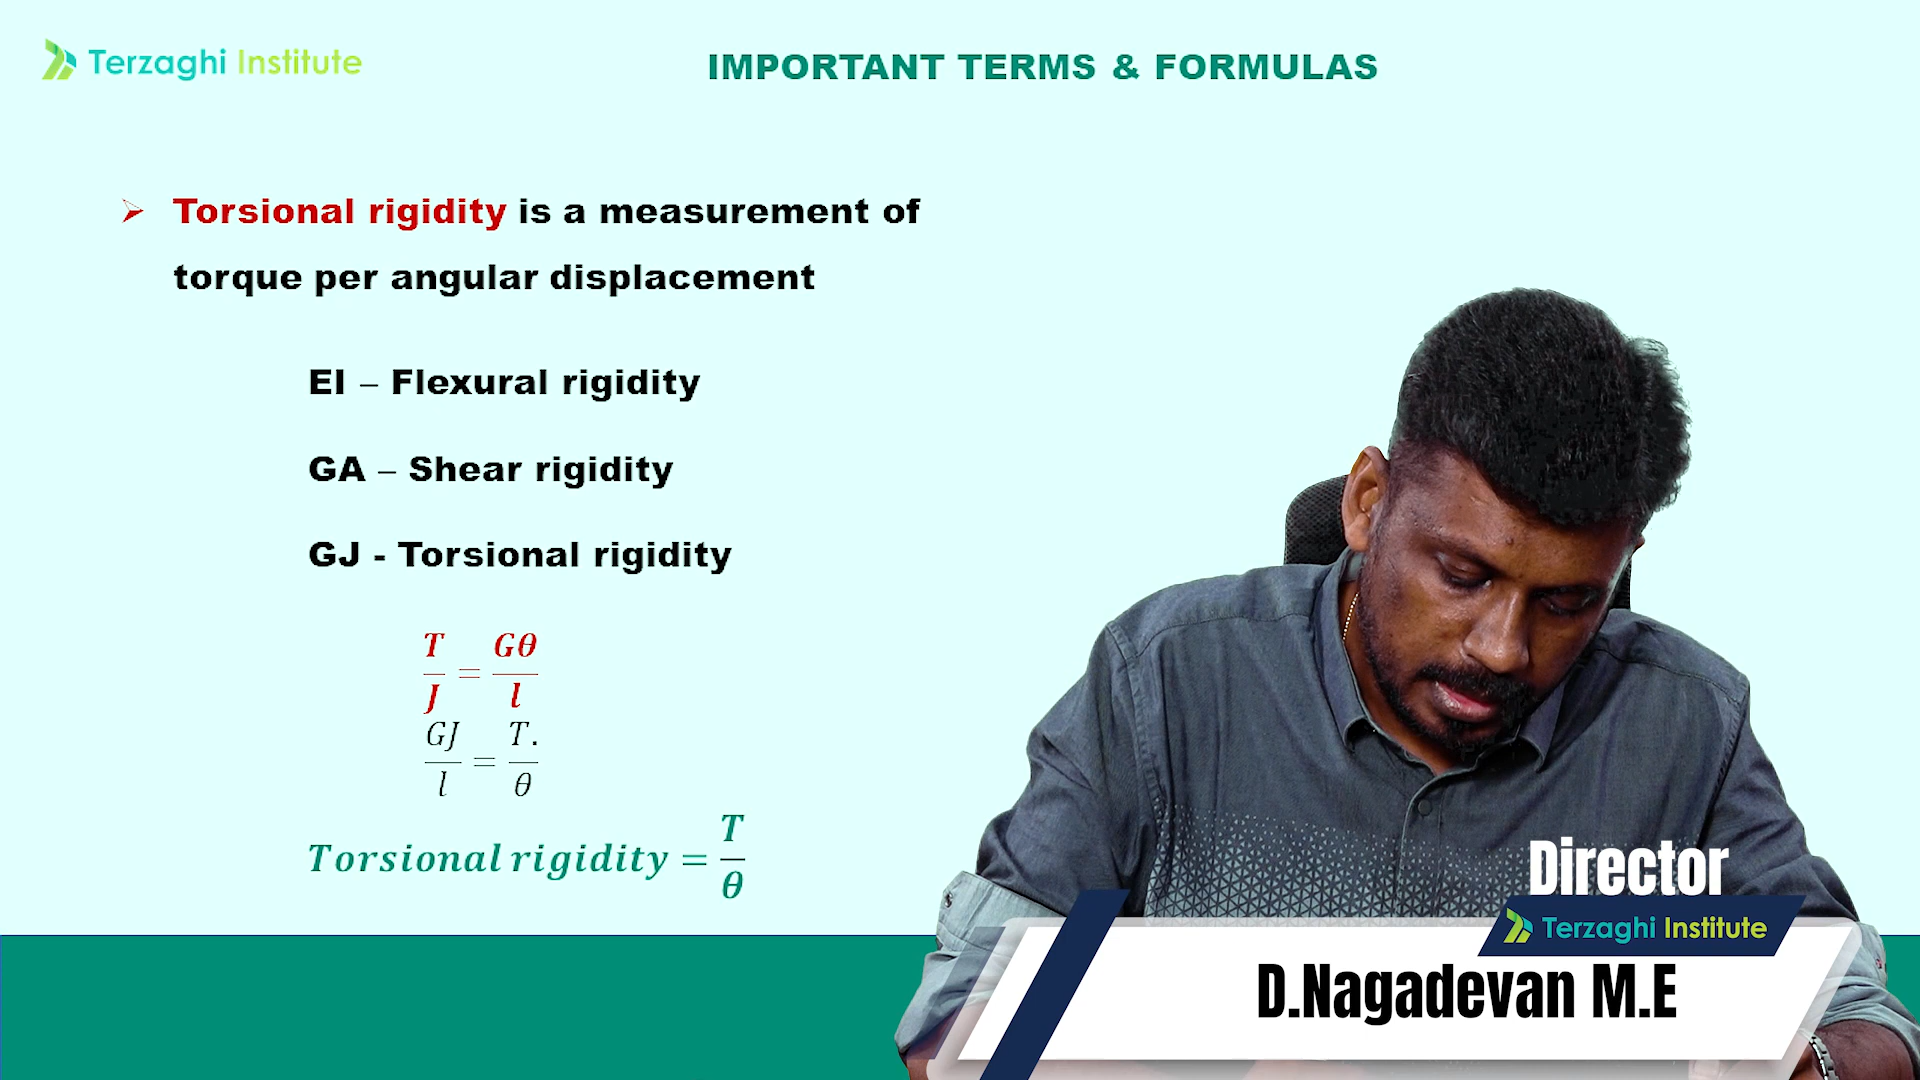 Terzaghi Institute
IMPORTANT TERMS & FORMULAS
➢ Torsional rigidity is a measurement of
torque per angular displacement
EI – Flexural rigidity
GA – Shear rigidity
GJ - Torsional rigidity
T/J = Gθ/l
GJ/l = T./θ
Torsional rigidity = T/θ
Director
Terzaghi Institute
D.Nagadevan M.E